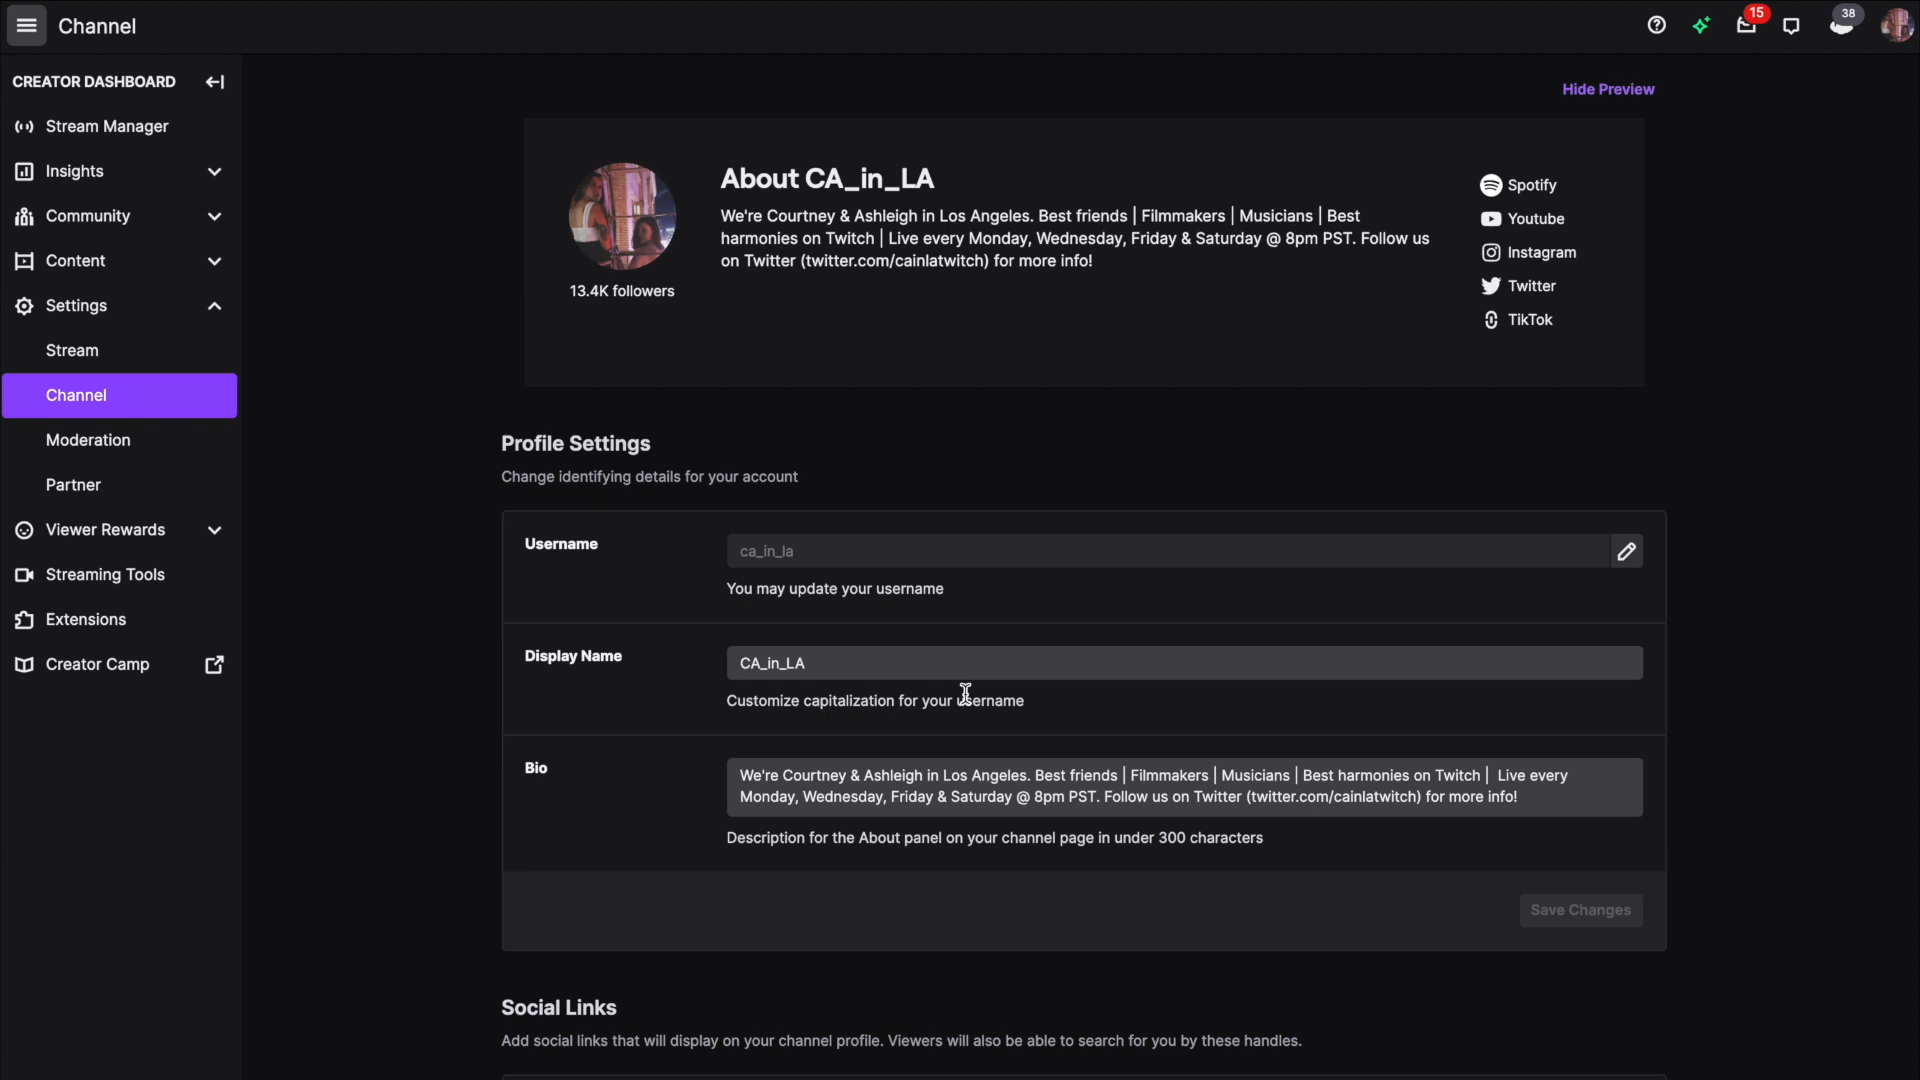 Channel
15
38
CREATOR DASHBOARD
Stream Manager
Insights
Community
Content
Settings
Stream
Channel
Moderation
Partner
Viewer Rewards
Streaming Tools
Extensions
Creator Camp
Hide Preview
About CA_in_LA
We're Courtney & Ashleigh in Los Angeles. Best friends | Filmmakers | Musicians | Best
harmonies on Twitch | Live every Monday, Wednesday, Friday & Saturday @ 8pm PST. Follow us
on Twitter (twitter.com/cainlatwitch) for more info!
13.4K followers
Spotify
Youtube
Instagram
Twitter
TikTok
Profile Settings
Change identifying details for your account
Username
ca_in_la
You may update your username
Display Name
CA_in_LA
Customize capitalization for your username
Bio
We're Courtney & Ashleigh in Los Angeles. Best friends | Filmmakers | Musicians | Best harmonies on Twitch | Live every
Monday, Wednesday, Friday & Saturday @ 8pm PST. Follow us on Twitter (twitter.com/cainlatwitch) for more info!
Description for the About panel on your channel page in under 300 characters
Save Changes
Social Links
Add social links that will display on your channel profile. Viewers will also be able to search for you by these handles.